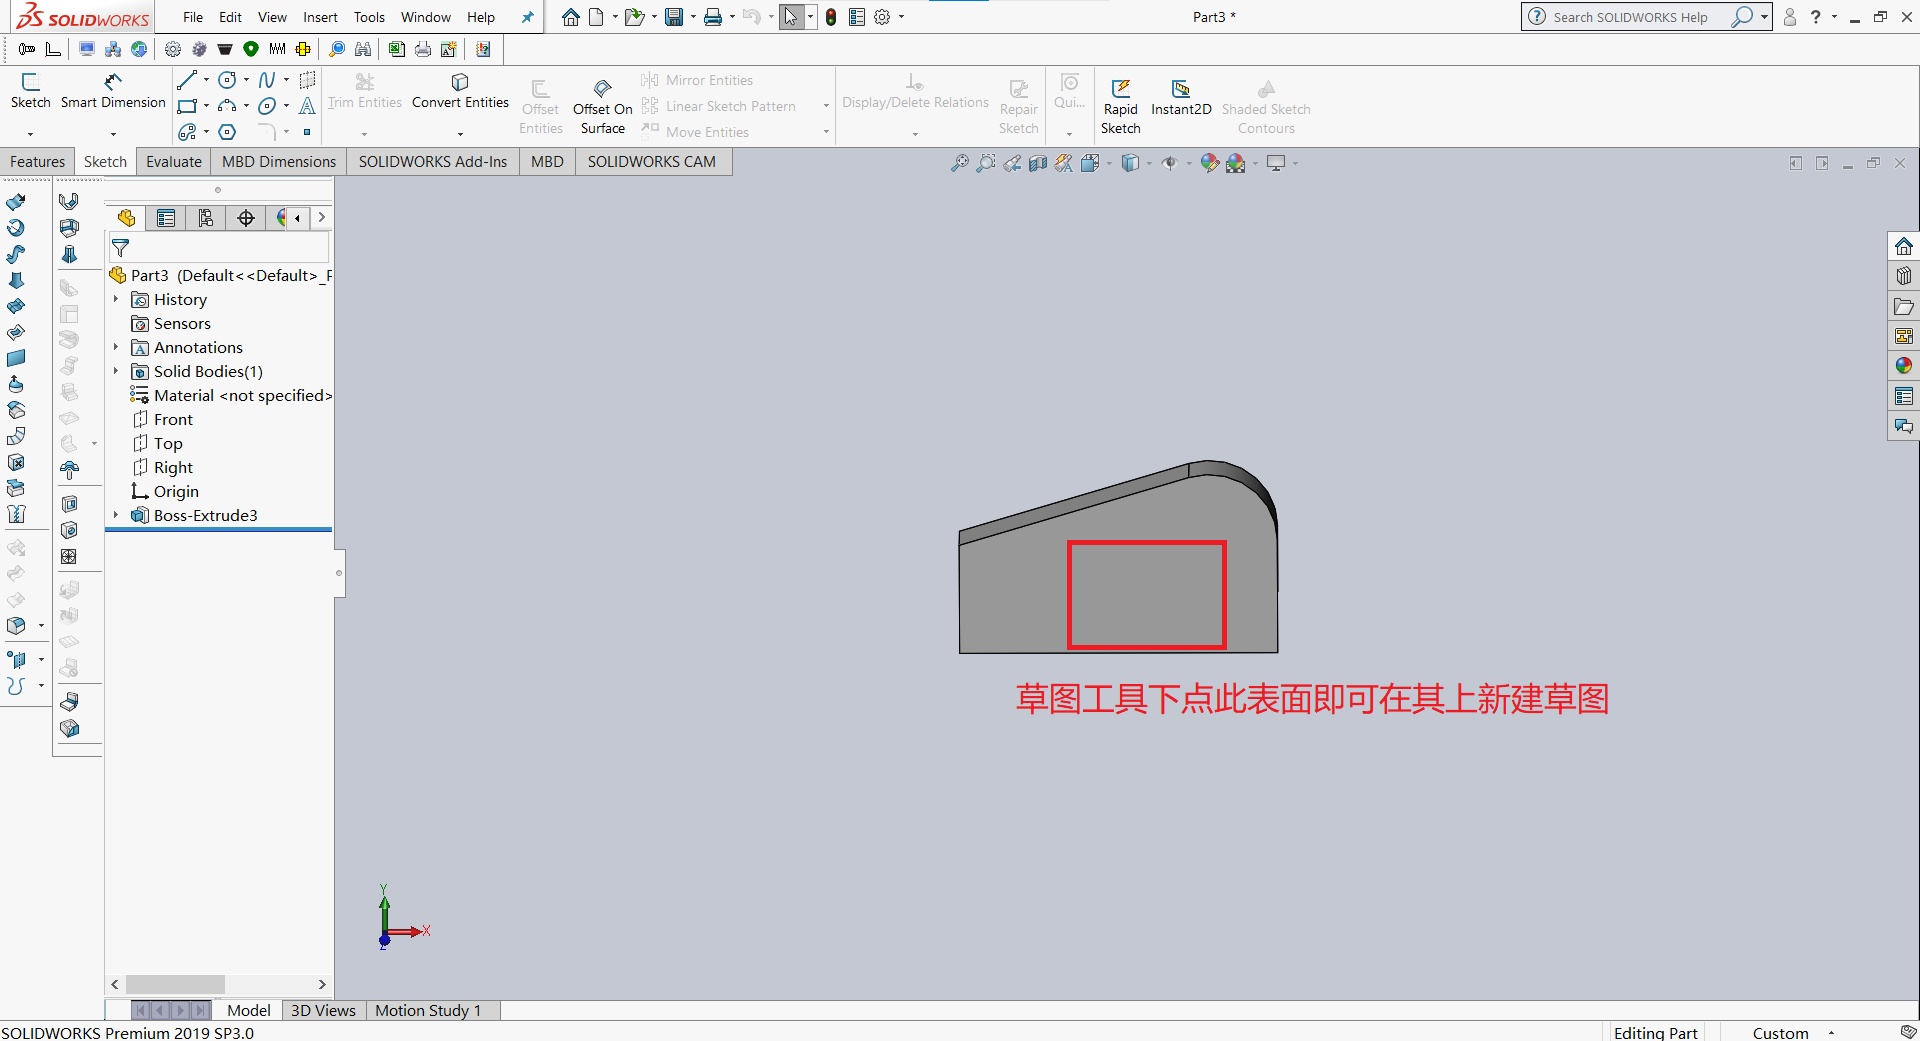 SOLIDWORKS
File Edit View Insert Tools Window Help
Part3 *
Search SOLIDWORKS Help
?
Sketch
Smart Dimension
Trim Entities
Convert Entities
Offset Entities
Offset On Surface
Mirror Entities
Linear Sketch Pattern
Move Entities
Display/Delete Relations
Repair Sketch
Qui...
Rapid Sketch
Instant2D
Shaded Sketch Contours
Features Sketch Evaluate MBD Dimensions SOLIDWORKS Add-Ins MBD SOLIDWORKS CAM
Part3 (Default<<Default>_F
History
Sensors
Annotations
Solid Bodies(1)
Material <not specified>
Front
Top
Right
Origin
Boss-Extrude3
草图工具下点此表面即可在其上新建草图
Y
X
Z
Model 3D Views Motion Study 1
SOLIDWORKS Premium 2019 SP3.0
Editing Part
Custom